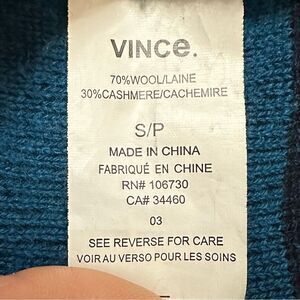 VINCe.
70%WOOL/LAINE
30%CASHMERE/CACHEMIRE
S/P
MADE IN CHINA
FABRIQUÉ EN CHINE
RN# 106730
CA# 34460
03
SEE REVERSE FOR CARE
VOIR AU VERSO POUR LES SOINS